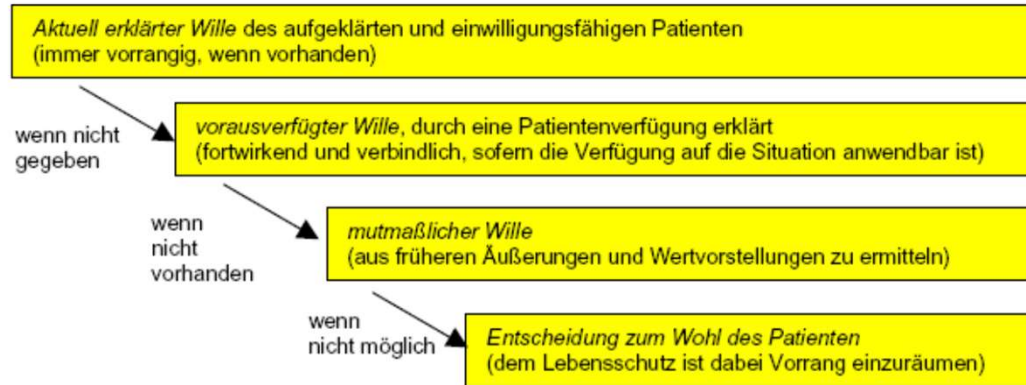 Aktuell erklärter Wille des aufgeklärten und einwilligungsfähigen Patienten
(immer vorrangig, wenn vorhanden)
wenn nicht
gegeben
vorausverfügter Wille, durch eine Patientenverfügung erklärt
(fortwirkend und verbindlich, sofern die Verfügung auf die Situation anwendbar ist)
wenn
nicht
vorhanden
mutmaßlicher Wille
(aus früheren Äußerungen und Wertvorstellungen zu ermitteln)
wenn
nicht möglich
Entscheidung zum Wohl des Patienten
(dem Lebensschutz ist dabei Vorrang einzuräumen)